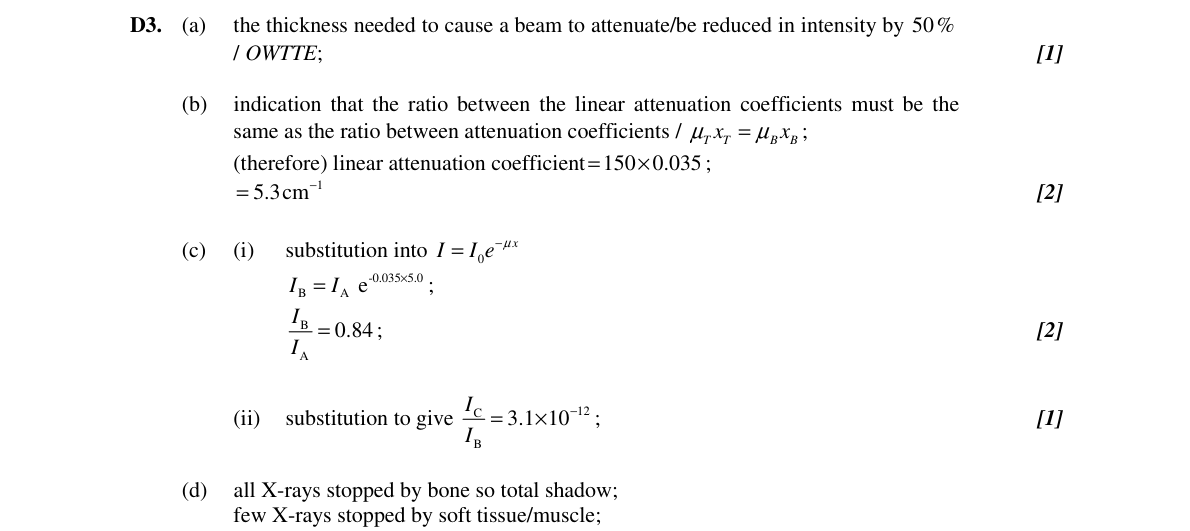 D3. (a) the thickness needed to cause a beam to attenuate/be reduced in intensity by 50%
/ OWTTE; [1]
(b) indication that the ratio between the linear attenuation coefficients must be the
same as the ratio between attenuation coefficients / μ_T x_T = μ_B x_B ;
(therefore) linear attenuation coefficient = 150×0.035 ;
= 5.3 cm⁻¹ [2]
(c) (i) substitution into I = I₀e^(−μx)
I_B = I_A e^(-0.035×5.0) ;
I_B/I_A = 0.84 ; [2]
(ii) substitution to give I_C/I_B = 3.1×10⁻¹² ; [1]
(d) all X-rays stopped by bone so total shadow;
few X-rays stopped by soft tissue/muscle;